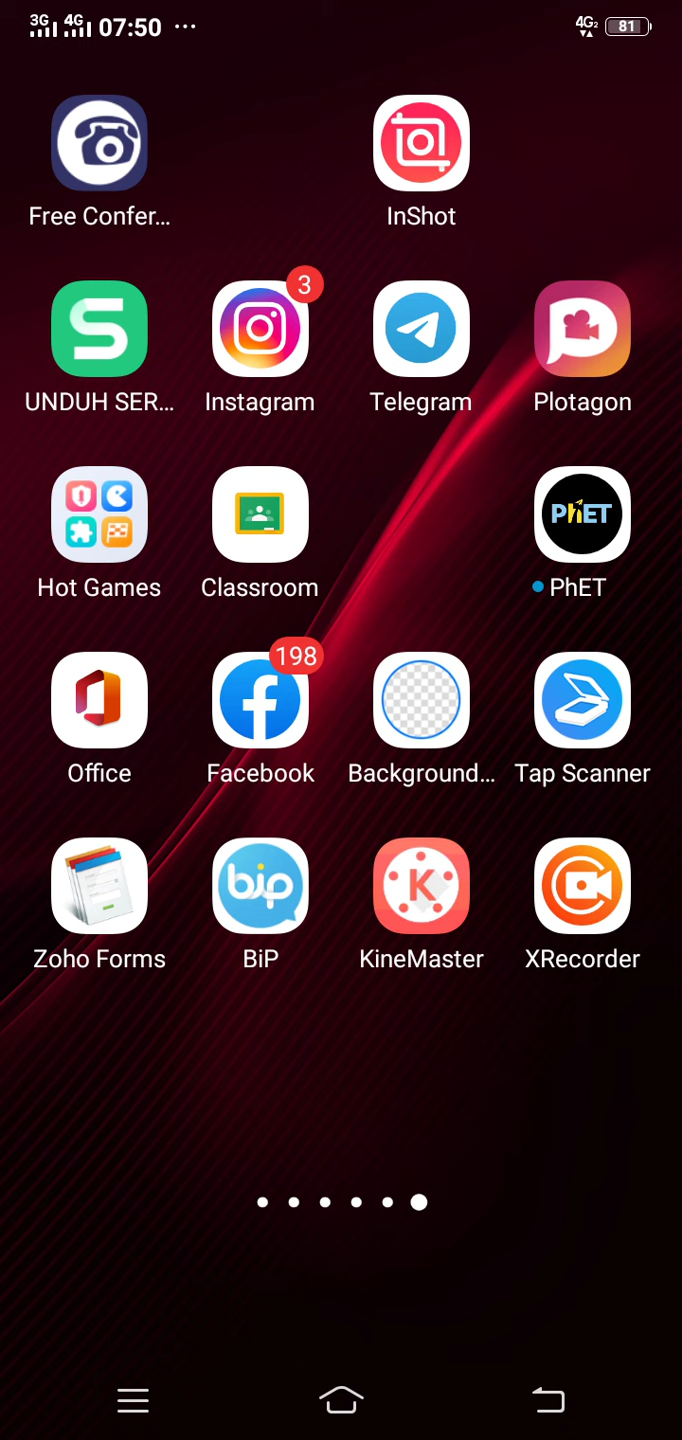 3G 4G 07:50 ... 4G2 81
Free Confer... InShot
3
UNDUH SER... Instagram Telegram Plotagon
PhET
Hot Games Classroom PhET
198
Office Facebook Background... Tap Scanner
bip K
Zoho Forms BiP KineMaster XRecorder